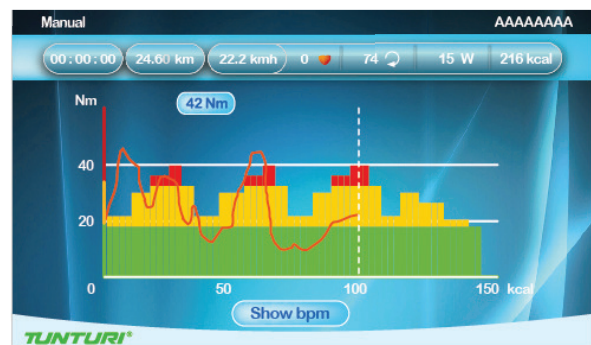 Manual AAAAAAAA
00:00:00 24.60 km 22.2 kmh 0 74 15 W 216 kcal
Nm 42 Nm
40
20
0 50 100 150 kcal
Show bpm
TUNTURI®